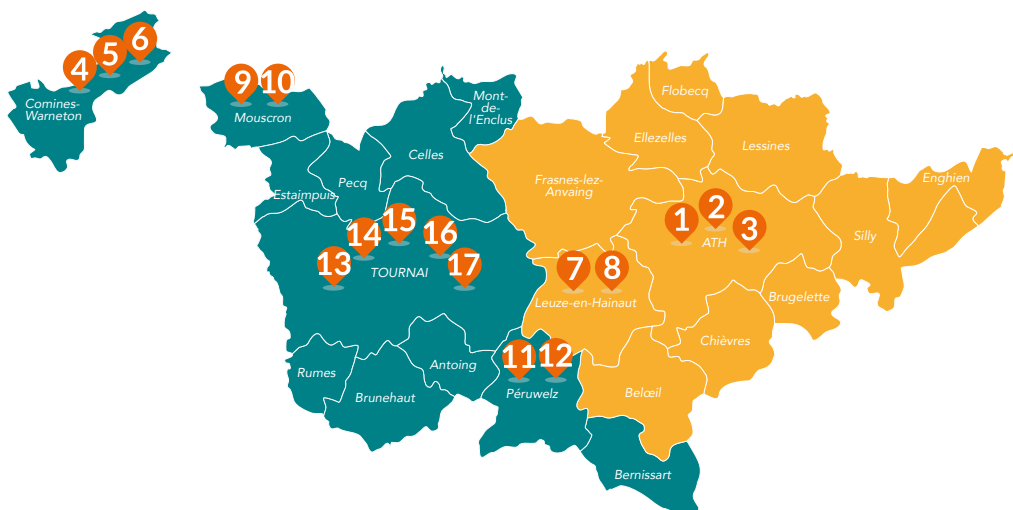 4
5
6
Comines-
Warneton
9
10
Mouscron
Mont-
de-
l'Enclus
Flobecq
Ellezelles
Lessines
Celles
Pecq
Estaimpuis
Frasnes-lez-
Anvaing
Enghien
Silly
1
2
3
ATH
13
14
15
16
17
TOURNAI
7
8
Leuze-en-Hainaut
Brugelette
Chièvres
11
12
Péruwelz
Antoing
Rumes
Brunehaut
Belœil
Bernissart